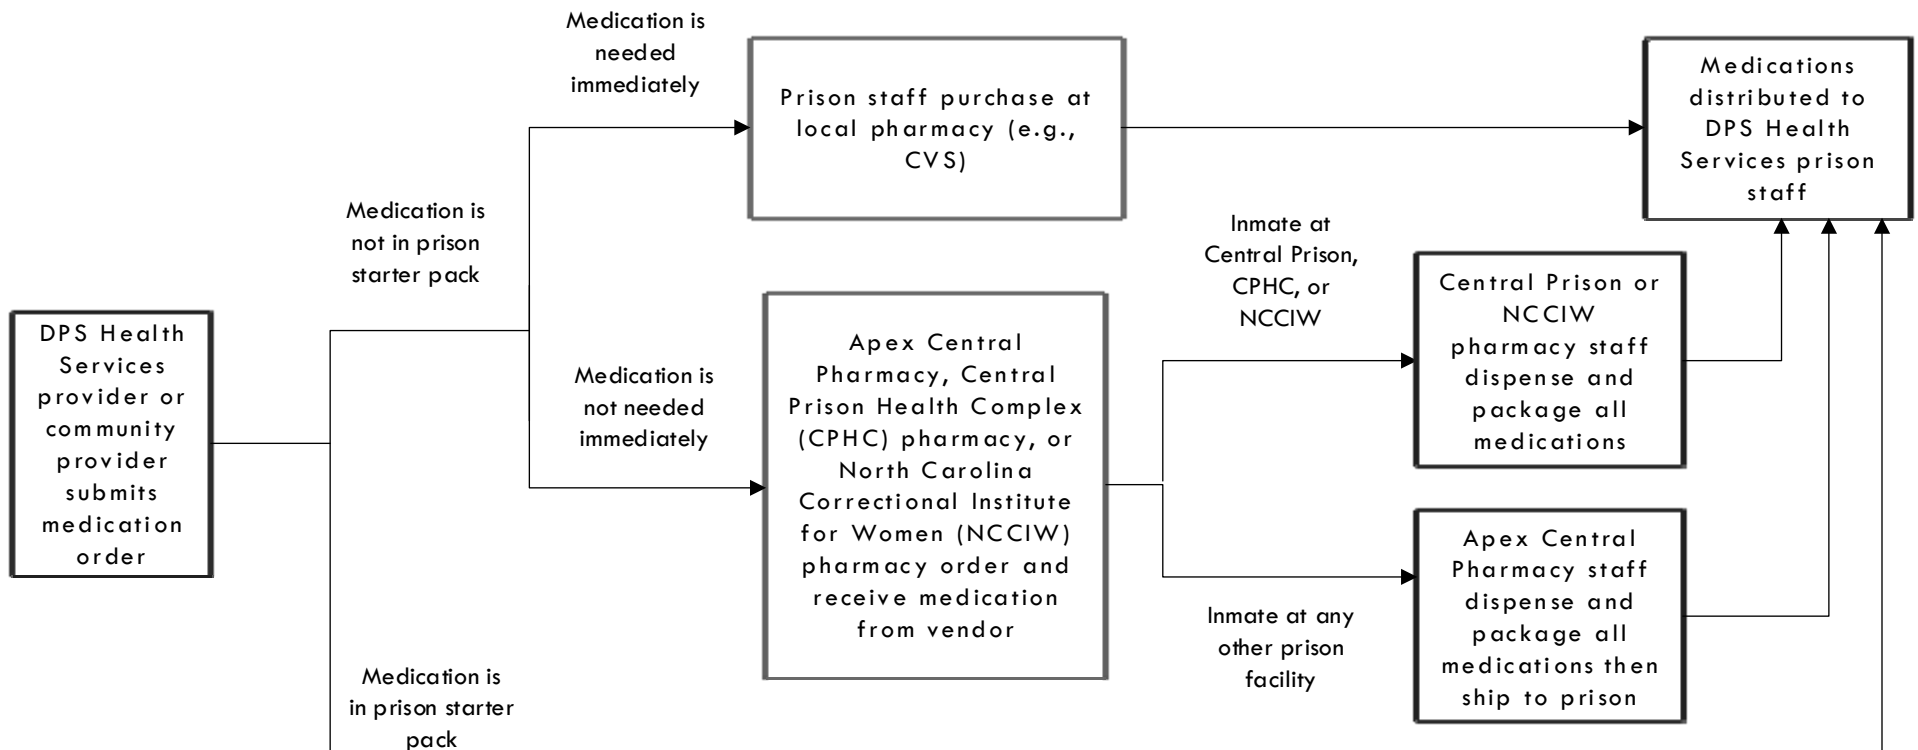 DPS Health
Services
provider or
community
provider
submits
medication
order
Medication is
not in prison
starter pack
Medication is
in prison starter
pack
Medication is
needed
immediately
Medication is
not needed
immediately
Prison staff purchase at
local pharmacy (e.g.,
CVS)
Apex Central
Pharmacy, Central
Prison Health Complex
(CPHC) pharmacy, or
North Carolina
Correctional Institute
for Women (NCCIW)
pharmacy order and
receive medication
from vendor
Inmate at
Central Prison,
CPHC, or
NCCIW
Inmate at any
other prison
facility
Central Prison or
NCCIW
pharmacy staff
dispense and
package all
medications
Apex Central
Pharmacy staff
dispense and
package all
medications then
ship to prison
Medications
distributed to
DPS Health
Services prison
staff